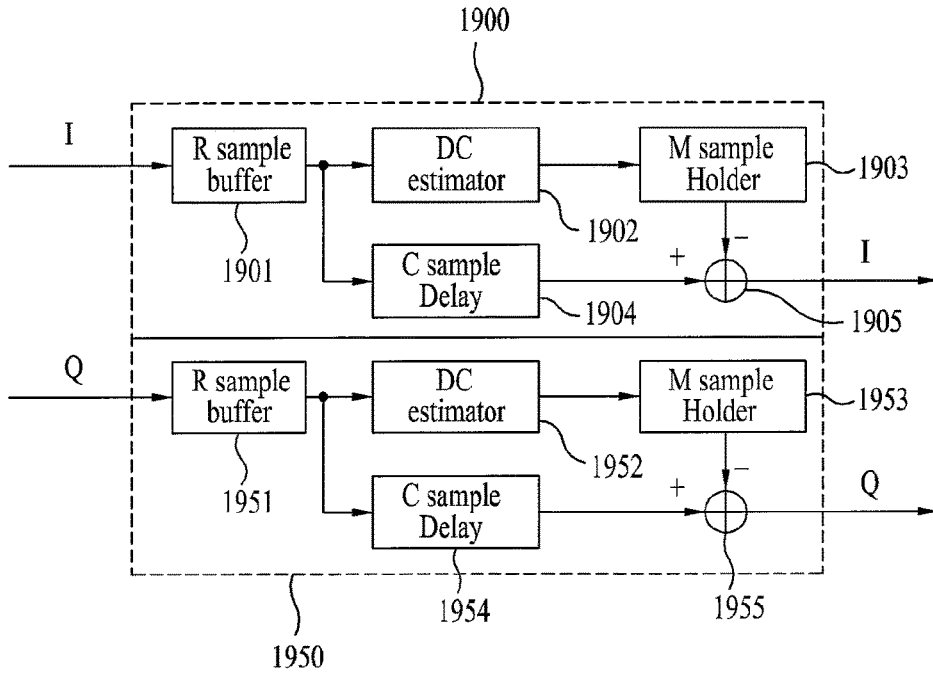 1900
I
R sample
buffer
1901
DC
estimator
1902
M sample
Holder
1903
C sample
Delay
1904
+
−
I
1905
Q
R sample
buffer
1951
DC
estimator
1952
M sample
Holder
1953
C sample
Delay
1954
+
−
Q
1955
1950